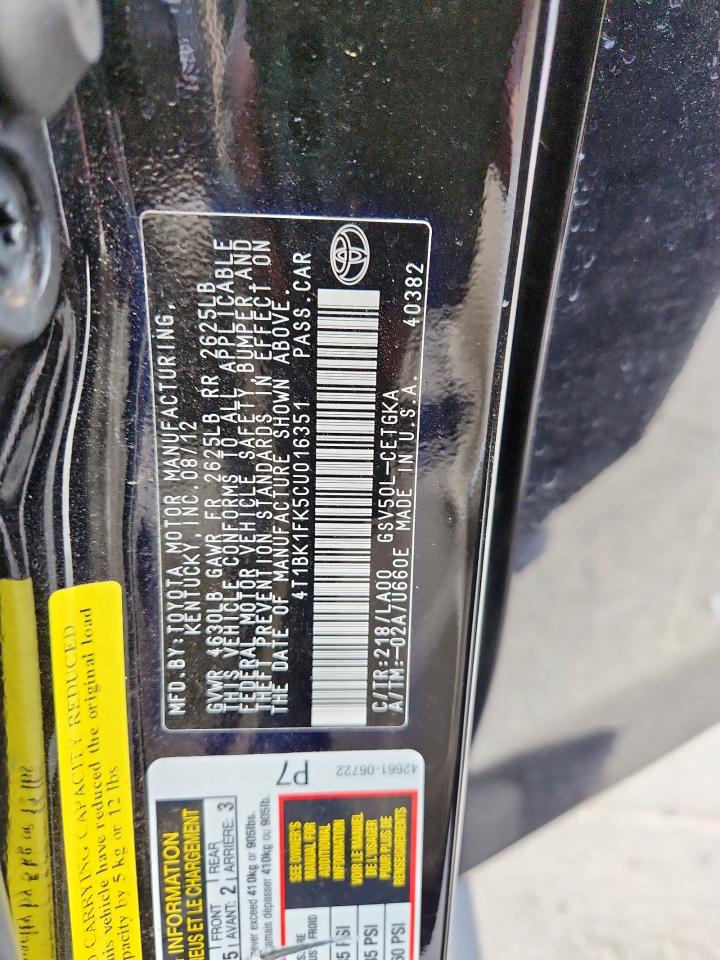 MFD.BY:TOYOTA MOTOR MANUFACTURING,
KENTUCKY, INC.08/12
GVWR 4630LB GAWR FR 2625LB RR 2625LB
THIS VEHICLE CONFORMS TO ALL APPLICABLE
FEDERAL MOTOR VEHICLE SAFETY, BUMPER, AND
THEFT PREVENTION STANDARDS IN EFFECT ON
THE DATE OF MANUFACTURE SHOWN ABOVE.
4T1BK1FK5CU016351 PASS.CAR
C/TR:218/LA00 GSV50L-CETGKA
A/TM:-02A/U660E MADE IN U.S.A. 40382
CARRYING CAPACITY REDUCED
this vehicle have reduced the original load
capacity by 5 kg or 12 lbs
P7
42661-06722
INFORMATION
ET LE CHARGEMENT
5 FRONT REAR
AVANT: 2 ARRIÈRE: 3
never exceed 410kg or 905lbs.
jamais dépasser 410kg ou 905lb.
FROID
35 PSI
35 PSI
60 PSI
SEE OWNER'S
MANUAL FOR
ADDITIONAL
INFORMATION
VOIR LE MANUEL
DE L'USAGER
POUR PLUS DE
RENSEIGNEMENTS